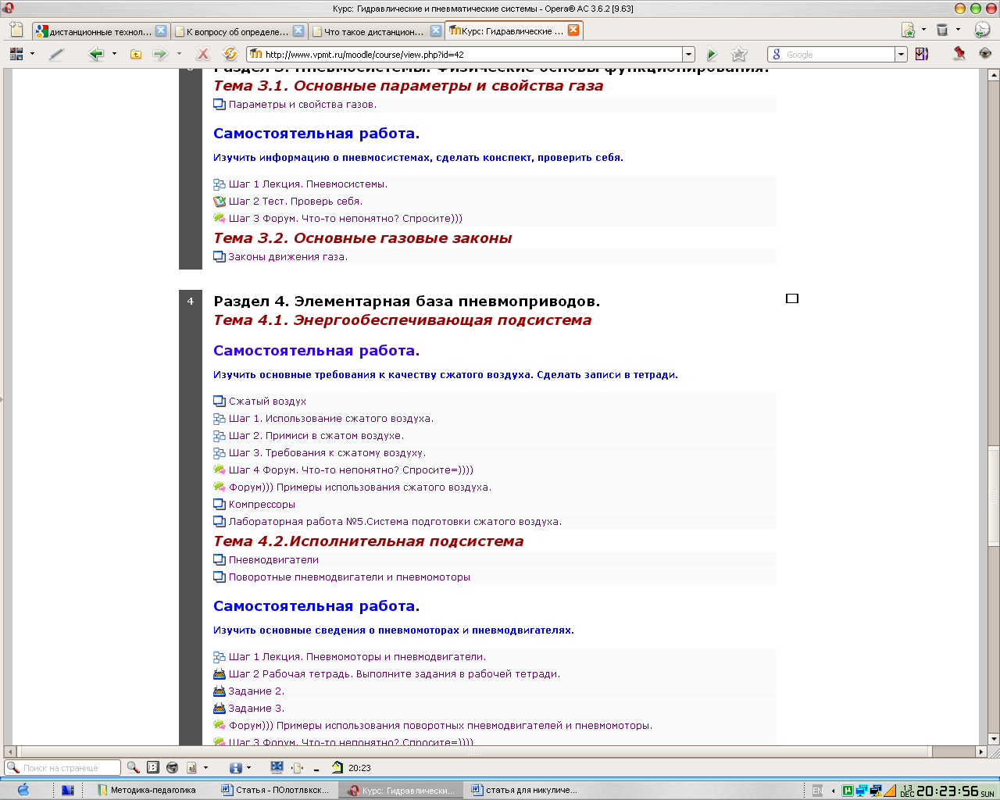 Курс: Гидравлические и пневматические системы - Opera® AC 3.6.2 [9.63]
дистанционные технол...
К вопросу об определе...
Что такое дистанцион...
Курс: Гидравлические ...
http://www.vpmt.ru/moodle/course/view.php?id=42
Google
Раздел 3. Пневмосистемы. Физические основы функционирования.
Тема 3.1. Основные параметры и свойства газа
Параметры и свойства газов.
Самостоятельная работа.
Изучить информацию о пневмосистемах, сделать конспект, проверить себя.
Шаг 1 Лекция. Пневмосистемы.
Шаг 2 Тест. Проверь себя.
Шаг 3 Форум. Что-то непонятно? Спросите)))
Тема 3.2. Основные газовые законы
Законы движения газа.
4
Раздел 4. Элементарная база пневмоприводов.
Тема 4.1. Энергообеспечивающая подсистема
Самостоятельная работа.
Изучить основные требования к качеству сжатого воздуха. Сделать записи в тетради.
Сжатый воздух
Шаг 1. Использование сжатого воздуха.
Шаг 2. Примиси в сжатом воздухе.
Шаг 3. Требования к сжатому воздуху.
Шаг 4 Форум. Что-то непонятно? Спросите=))))
Форум))) Примеры использования сжатого воздуха.
Компрессоры
Лабораторная работа №5.Система подготовки сжатого воздуха.
Тема 4.2.Исполнительная подсистема
Пневмодвигатели
Поворотные пневмодвигатели и пневмомоторы
Самостоятельная работа.
Изучить основные сведения о пневмомоторах и пневмодвигателях.
Шаг 1 Лекция. Пневмомоторы и пневмодвигатели.
Шаг 2 Рабочая тетрадь. Выполните задания в рабочей тетради.
Задание 2.
Задание 3.
Форум))) Примеры использования поворотных пневмодвигателей и пневмомоторы.
Шаг 3 Форум. Что-то непонятно? Спросите=))))
Поиск на странице
20:23
Методика-педагогика
Статья - ПОлотлвкск...
Курс: Гидравлически...
статья для никуличе...
EN
13 DEC 20:23:56 SUN